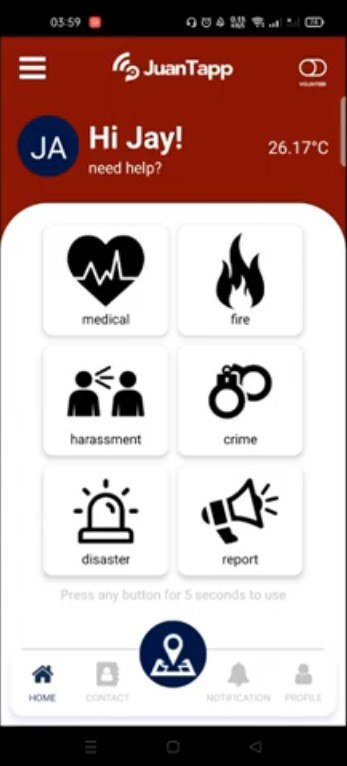 03:59
JuanTapp
VOLUNTEER
JA
Hi Jay!
need help?
26.17°C
medical
fire
harassment
crime
disaster
report
Press any button for 5 seconds to use
HOME
CONTACT
NOTIFICATION
PROFILE